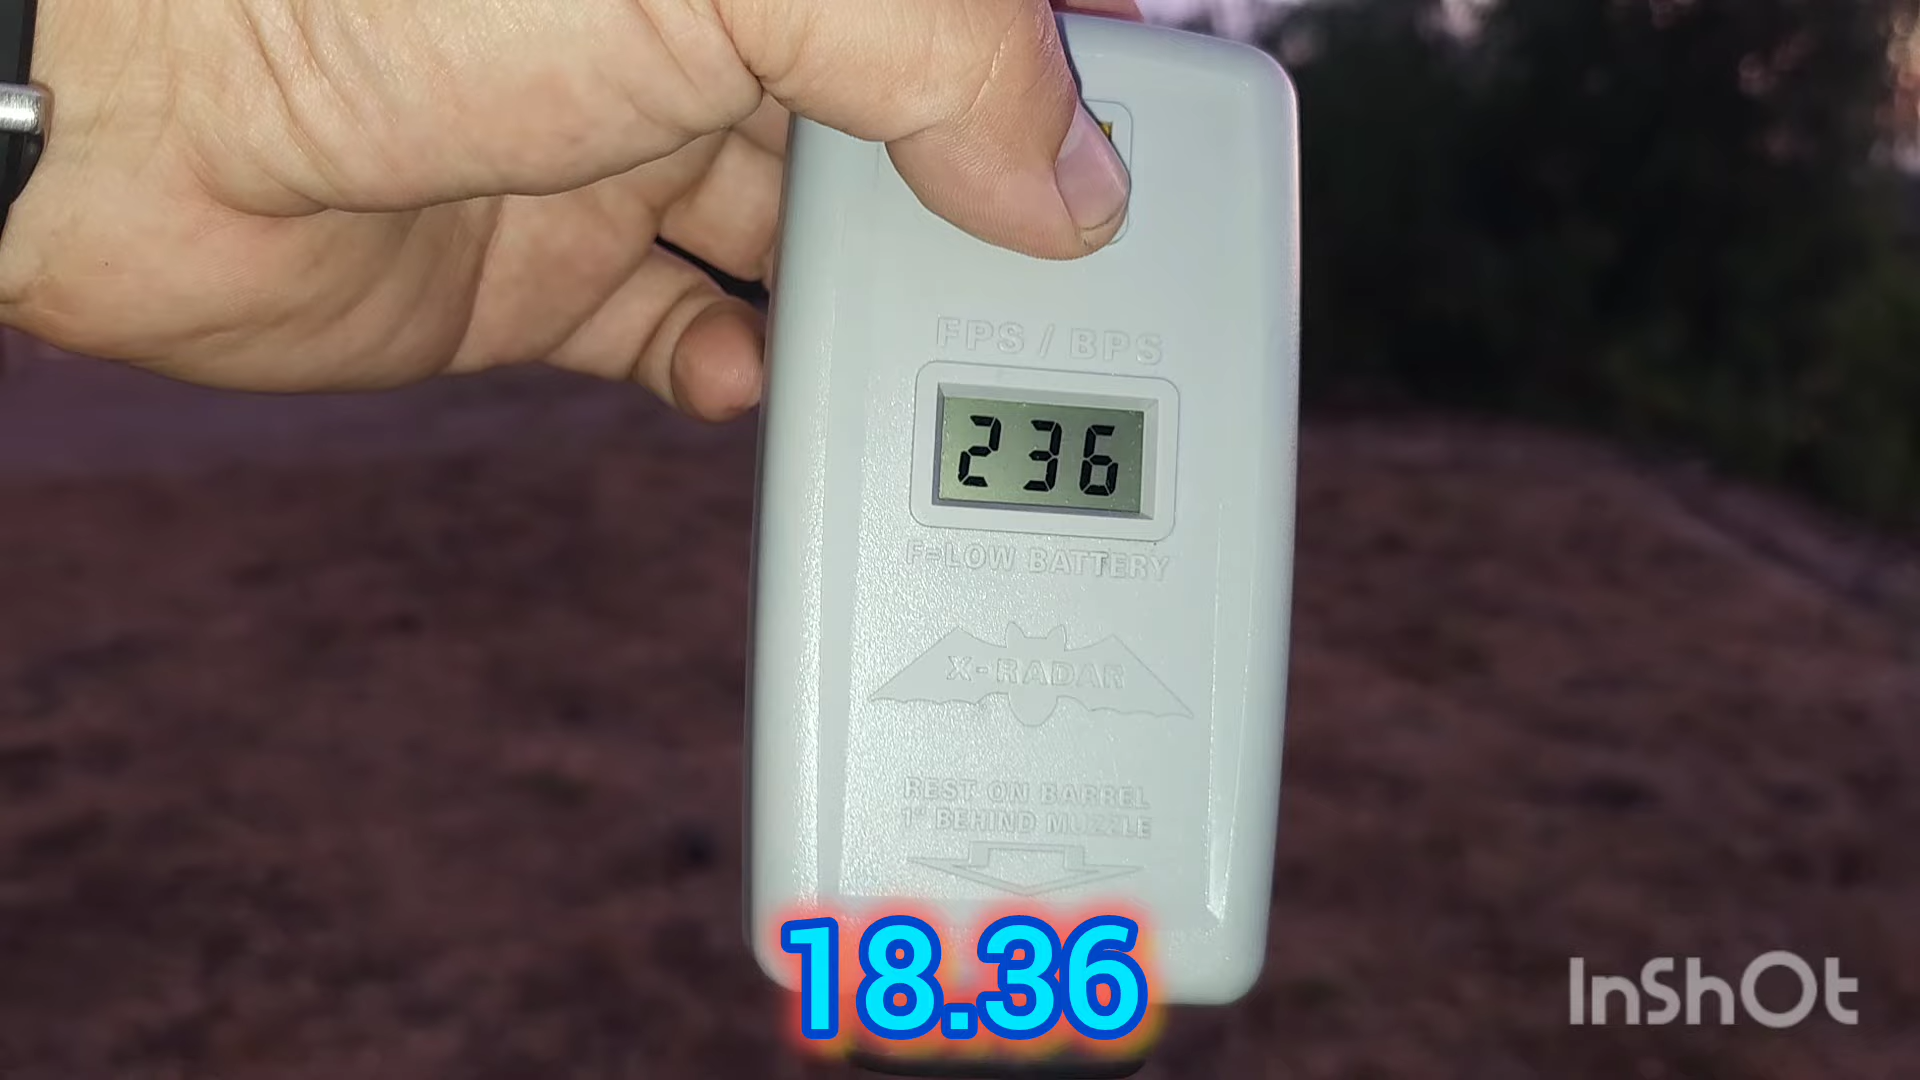 FPS / BPS
236
F=LOW BATTERY
X-RADAR
REST ON BARREL
1" BEHIND MUZZLE
18.36
InShOt